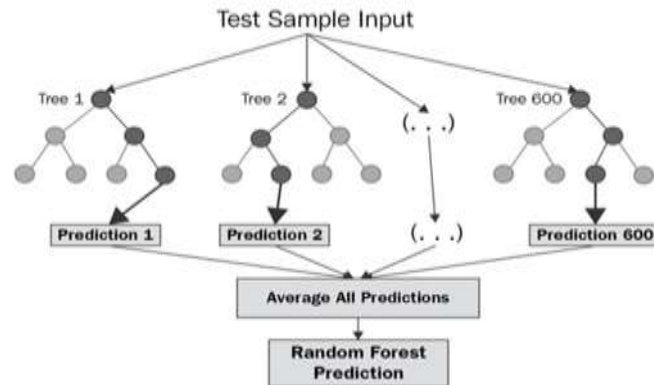 Test Sample Input
Tree 1
Tree 2
(. . .)
Tree 600
Prediction 1
Prediction 2
(. . .)
Prediction 600
Average All Predictions
Random Forest
Prediction